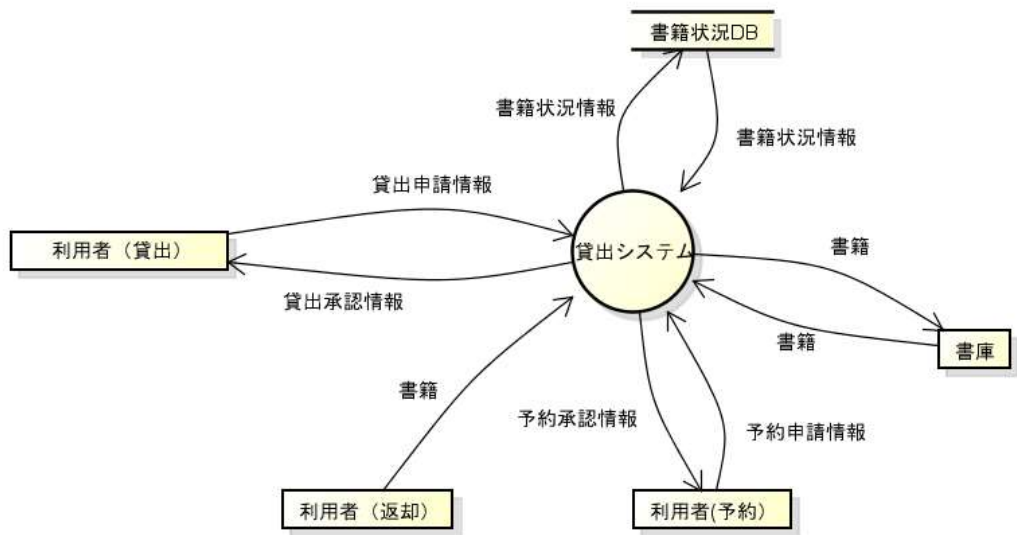 書籍状況DB
書籍状況情報
書籍状況情報
貸出申請情報
利用者（貸出）
貸出システム
書籍
貸出承認情報
書籍
書庫
書籍
予約承認情報
予約申請情報
利用者（返却）
利用者(予約）